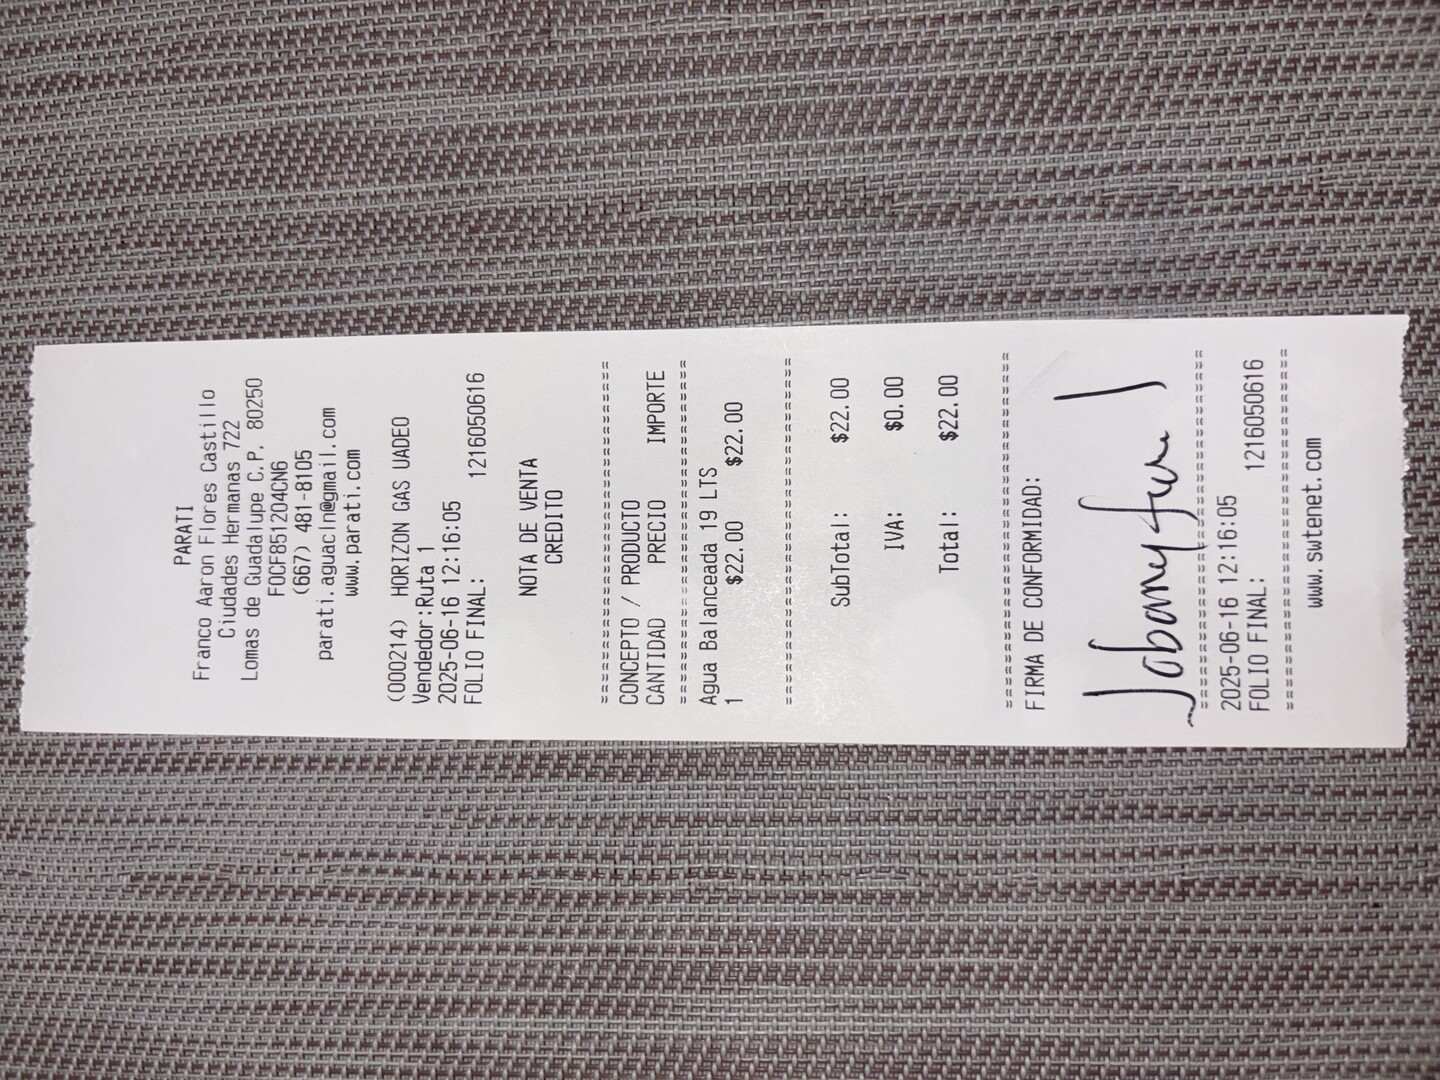 PARATI
Franco Aaron Flores Castillo
Ciudades Hermanas 722
Lomas de Guadalupe C.P. 80250
FOCF851204CN6
(667) 481-8105
parati.aguacln@gmail.com
www.parati.com
(000214) HORIZON GAS UADEO
Vendedor:Ruta 1
2025-06-16 12:16:05
FOLIO FINAL: 1216050616
NOTA DE VENTA
CREDITO
==================================
CONCEPTO / PRODUCTO
CANTIDAD PRECIO IMPORTE
==================================
Agua Balanceada 19 LTS
1 $22.00 $22.00
==================================
SubTotal: $22.00
IVA: $0.00
Total: $22.00
==================================
FIRMA DE CONFORMIDAD:
==================================
2025-06-16 12:16:05
FOLIO FINAL: 1216050616
==================================
www.swtenet.com